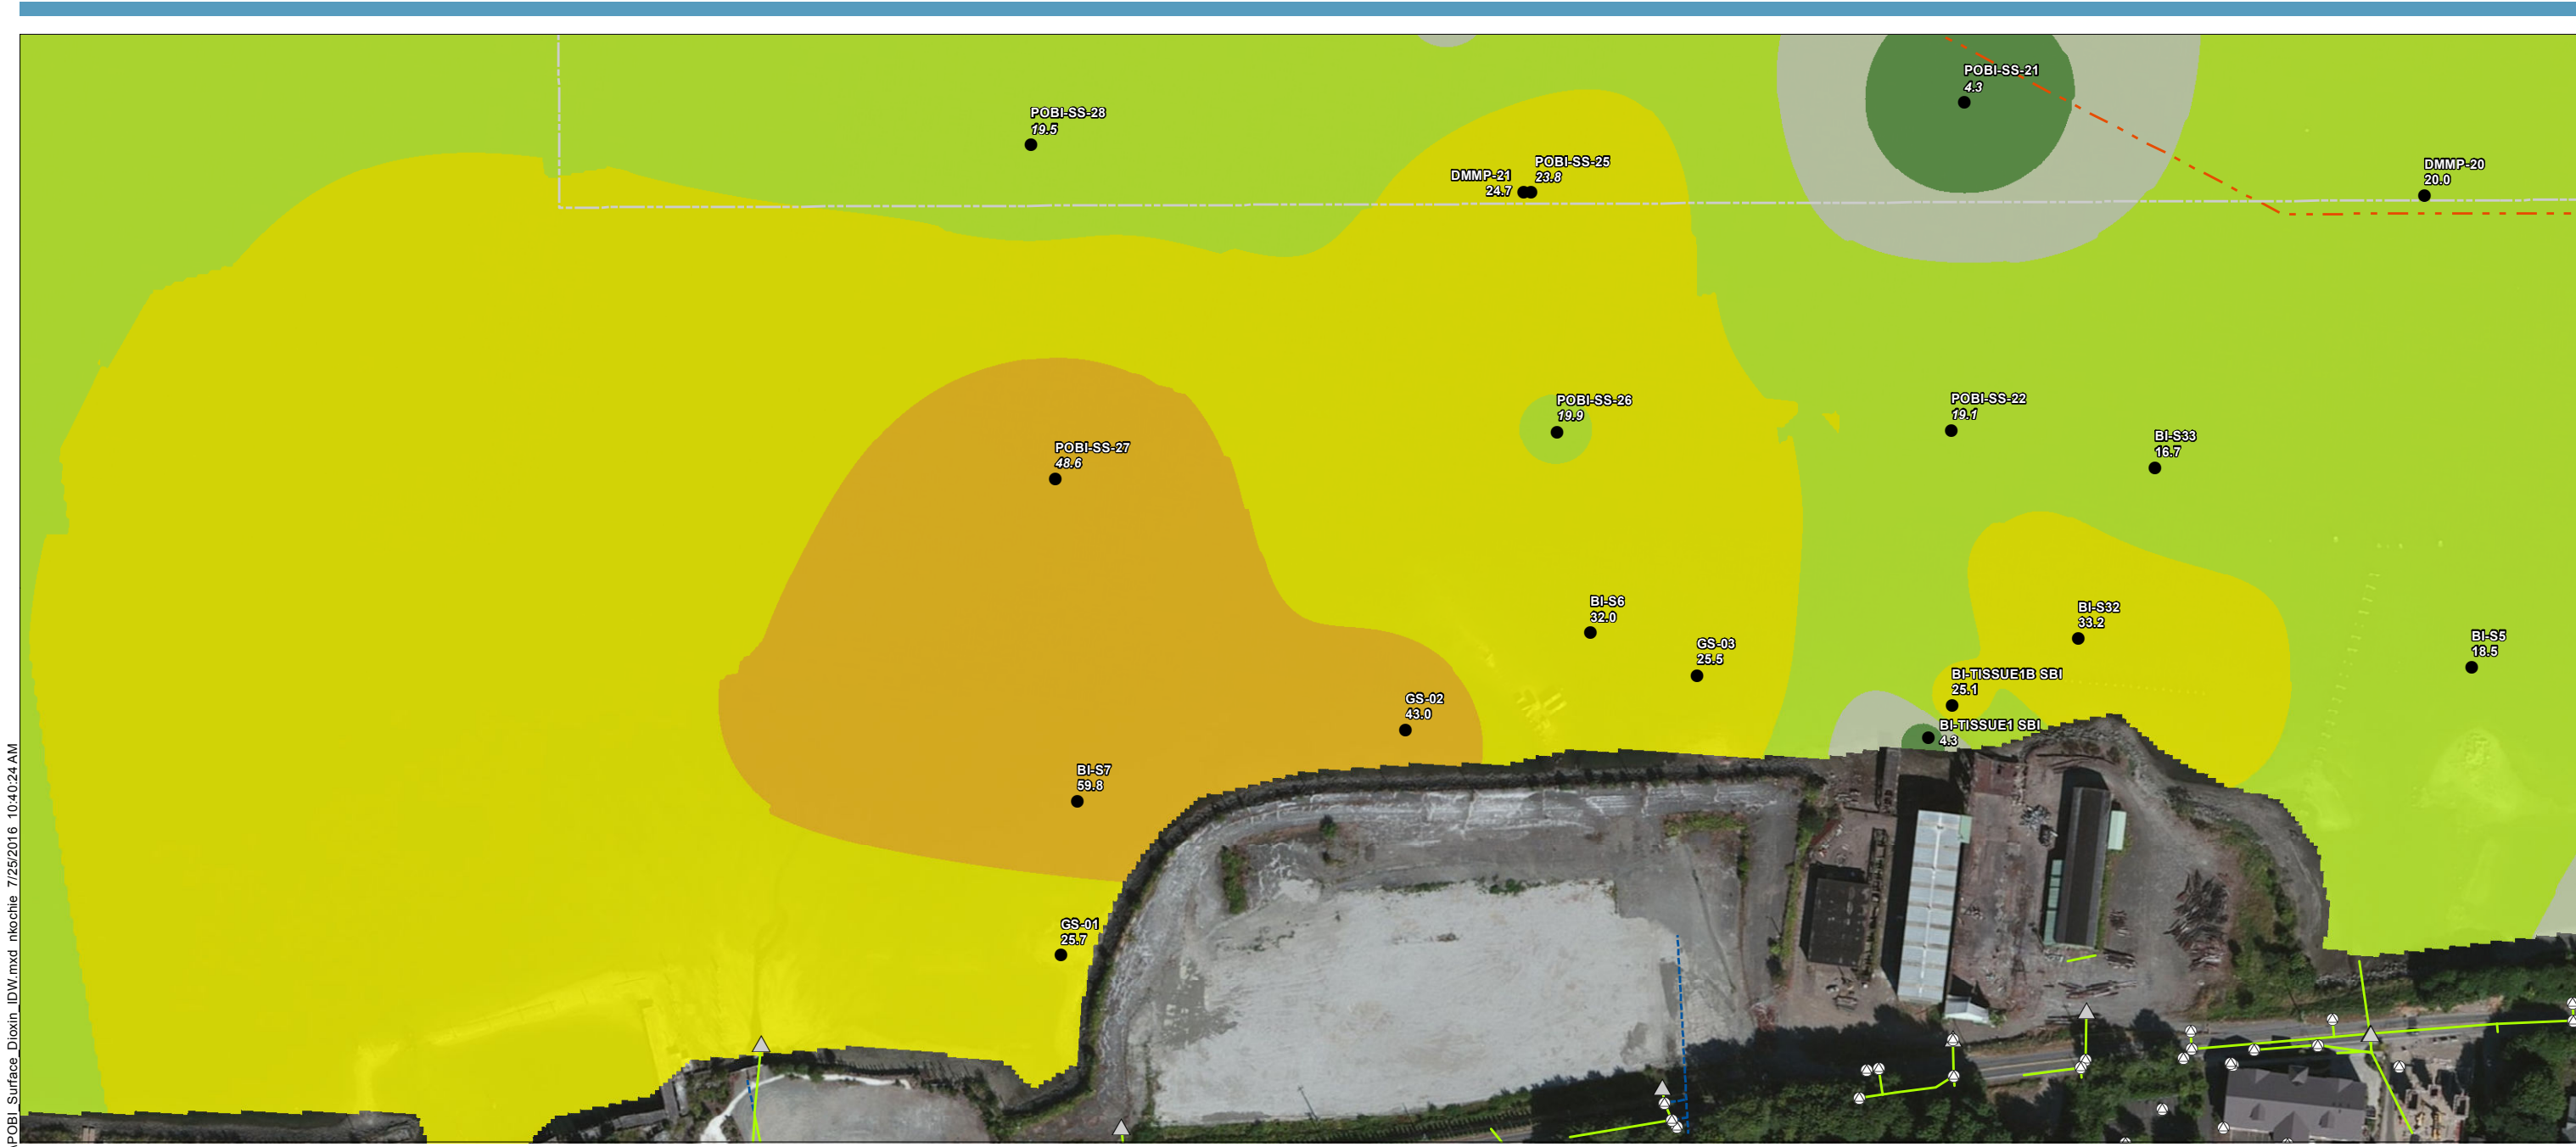 POBI-SS-21
4.3
POBI-SS-28
19.5
POBI-SS-25
23.8
DMMP-21
24.7
DMMP-20
20.0
POBI-SS-26
19.9
POBI-SS-22
19.1
BI-S33
16.7
POBI-SS-27
48.6
BI-S6
32.0
BI-S32
33.2
GS-03
25.5
BI-S5
18.5
BI-TISSUE1B SBI
25.1
GS-02
43.0
BI-TISSUE1 SBI
4.3
BI-S7
59.8
GS-01
25.7
\POBI_Surface_Dioxin_IDW.mxd nkochie 7/25/2016 10:40:24 AM